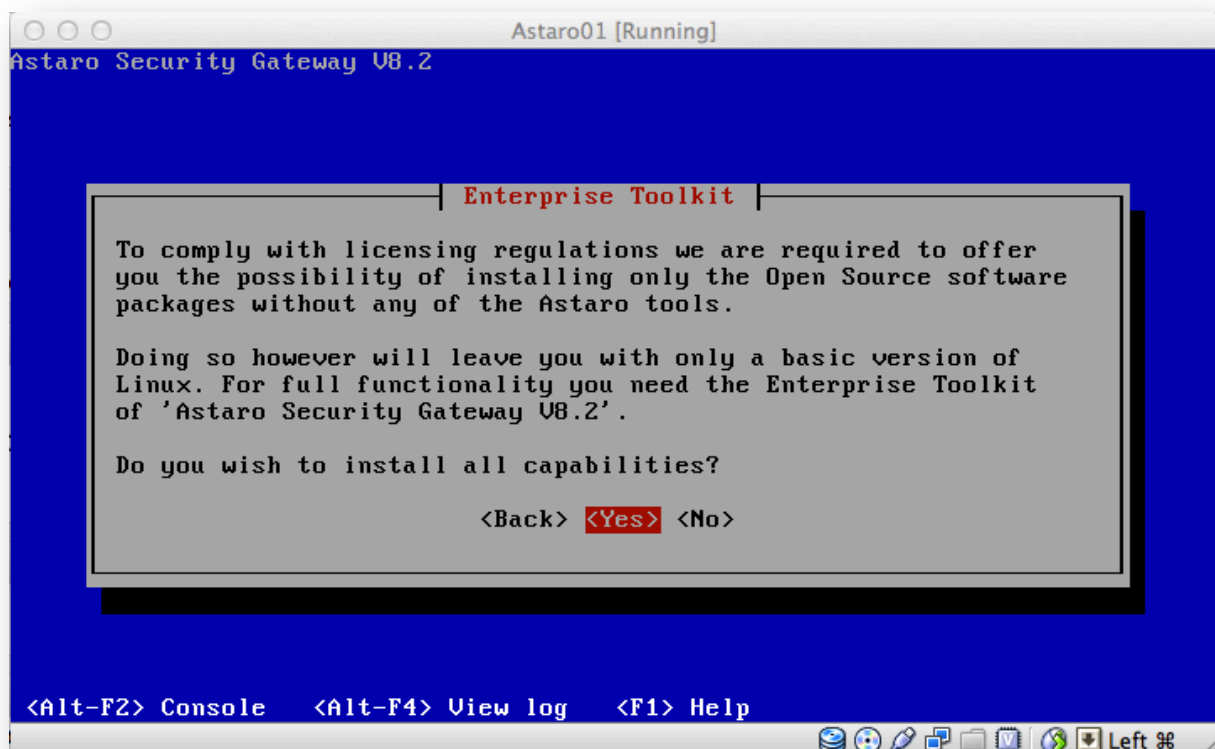 Astaro01 [Running]
Astaro Security Gateway V8.2
Enterprise Toolkit
To comply with licensing regulations we are required to offer
you the possibility of installing only the Open Source software
packages without any of the Astaro tools.
Doing so however will leave you with only a basic version of
Linux. For full functionality you need the Enterprise Toolkit
of 'Astaro Security Gateway V8.2'.
Do you wish to install all capabilities?
<Back> <Yes> <No>
<Alt-F2> Console <Alt-F4> View log <F1> Help
Left ⌘